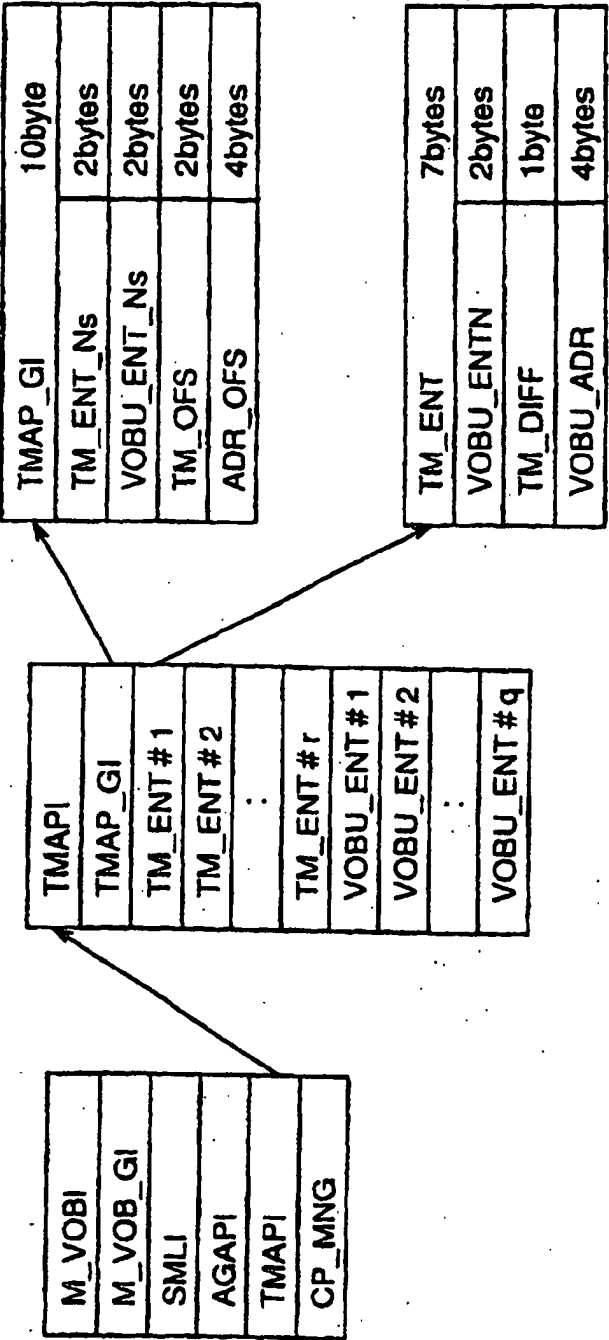 M_VOBI
M_VOB_GI
SMLI
AGAPI
TMAPI
CP_MNG
TMAPI
TMAP_GI
TM_ENT#1
TM_ENT#2
:
TM_ENT#r
VOBU_ENT#1
VOBU_ENT#2
:
VOBU_ENT#q
TMAP_GI 10byte
TM_ENT_Ns 2bytes
VOBU_ENT_Ns 2bytes
TM_OFS 2bytes
ADR_OFS 4bytes
TM_ENT 7bytes
VOBU_ENTN 2bytes
TM_DIFF 1byte
VOBU_ADR 4bytes